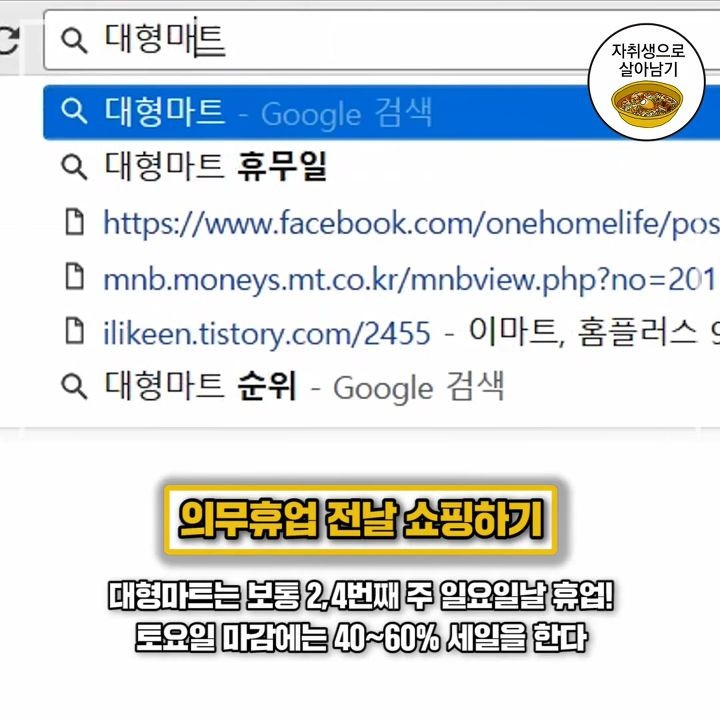 대형마트
자취생으로
살아남기
대형마트 - Google 검색
대형마트 휴무일
https://www.facebook.com/onehomelife/pos
mnb.moneys.mt.co.kr/mnbview.php?no=201
ilikeen.tistory.com/2455 - 이마트, 홈플러스
대형마트 순위 - Google 검색
의무휴업 전날 쇼핑하기
대형마트는 보통 2,4번째 주 일요일날 휴업!
토요일 마감에는 40~60% 세일을 한다